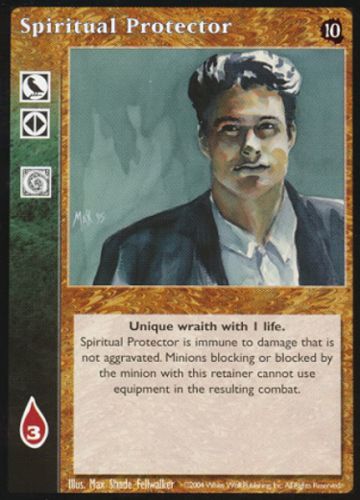 Spiritual Protector
10
MAX 95
Unique wraith with 1 life.
Spiritual Protector is immune to damage that is
not aggravated. Minions blocking or blocked by
the minion with this retainer cannot use
equipment in the resulting combat.
3
Illus. Max Shade Fellwalker
©2004 White Wolf Publishing, Inc. All Rights Reserved.